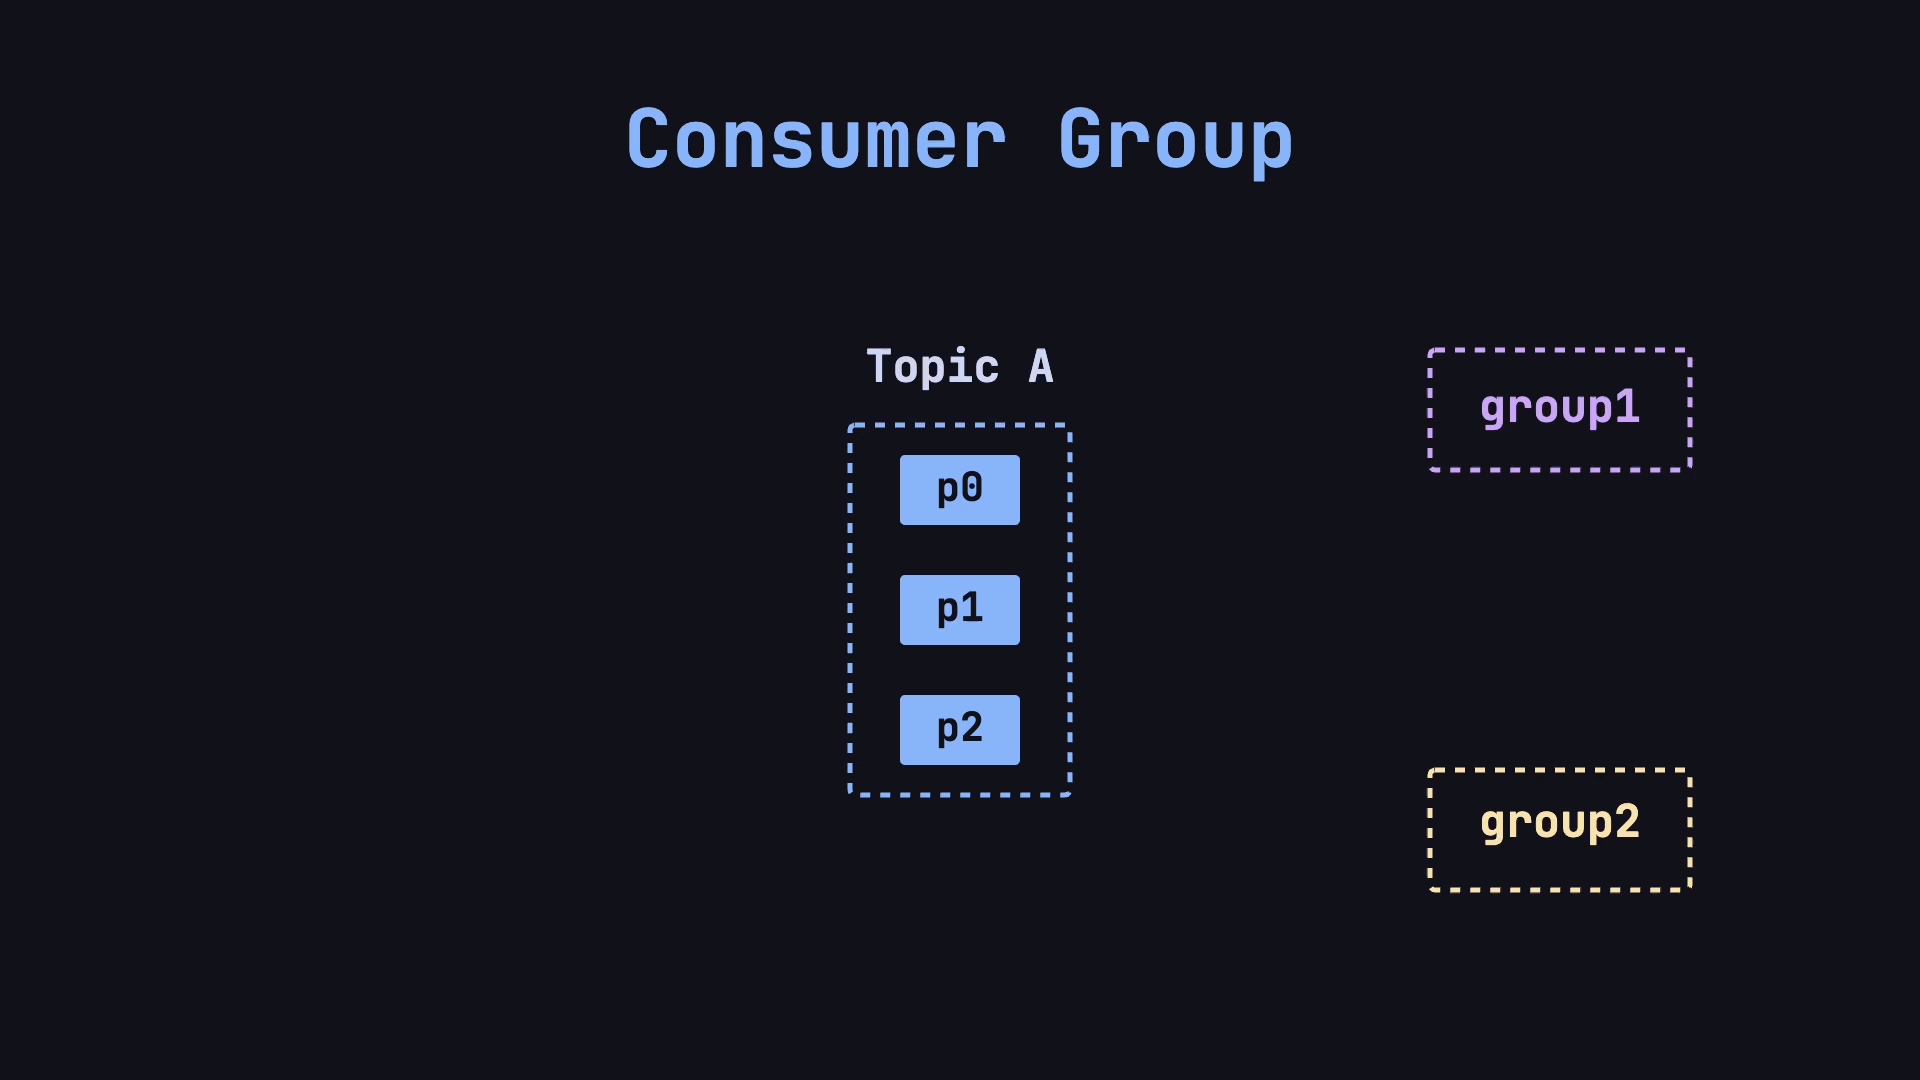 Consumer Group
Topic A
p0
p1
p2
group1
group2